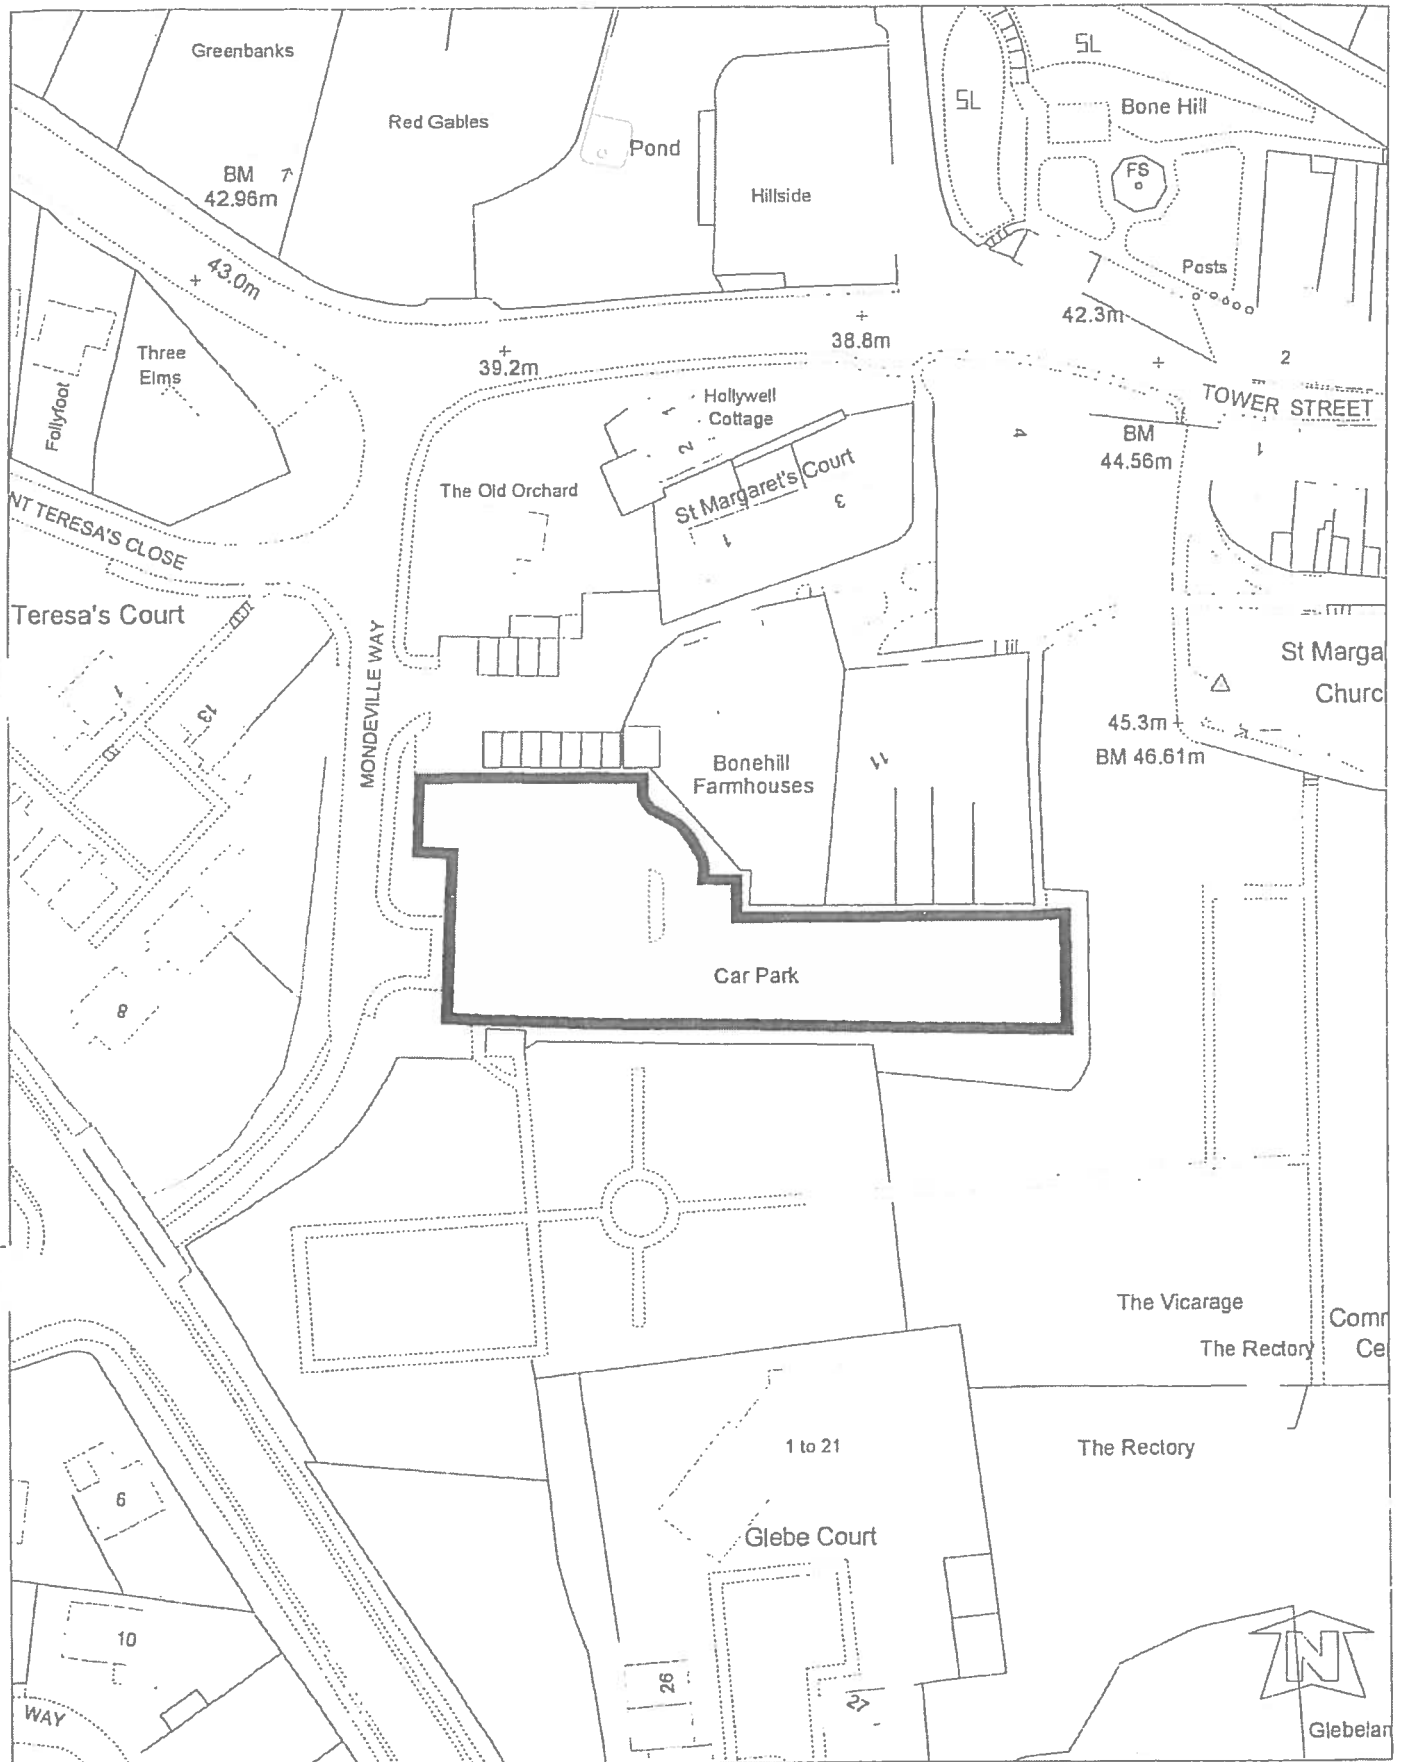 Greenbanks
Red Gables
BM
42.96m
Pond
Hillside
SL
SL
Bone Hill
FS
Posts
43.0m
39.2m
38.8m
42.3m
Three
Elms
Follyfoot
Hollywell
Cottage
1
2
St Margaret's Court
1
3
4
2
TOWER STREET
1
BM
44.56m
The Old Orchard
NT TERESA'S CLOSE
Teresa's Court
1
13
MONDEVILLE WAY
St Marga
Churc
45.3m
BM 46.61m
Bonehill
Farmhouses
11
Car Park
8
The Vicarage
The Rectory
Comm
Ce
The Rectory
1 to 21
Glebe Court
6
10
WAY
26
27
N
Glebelan